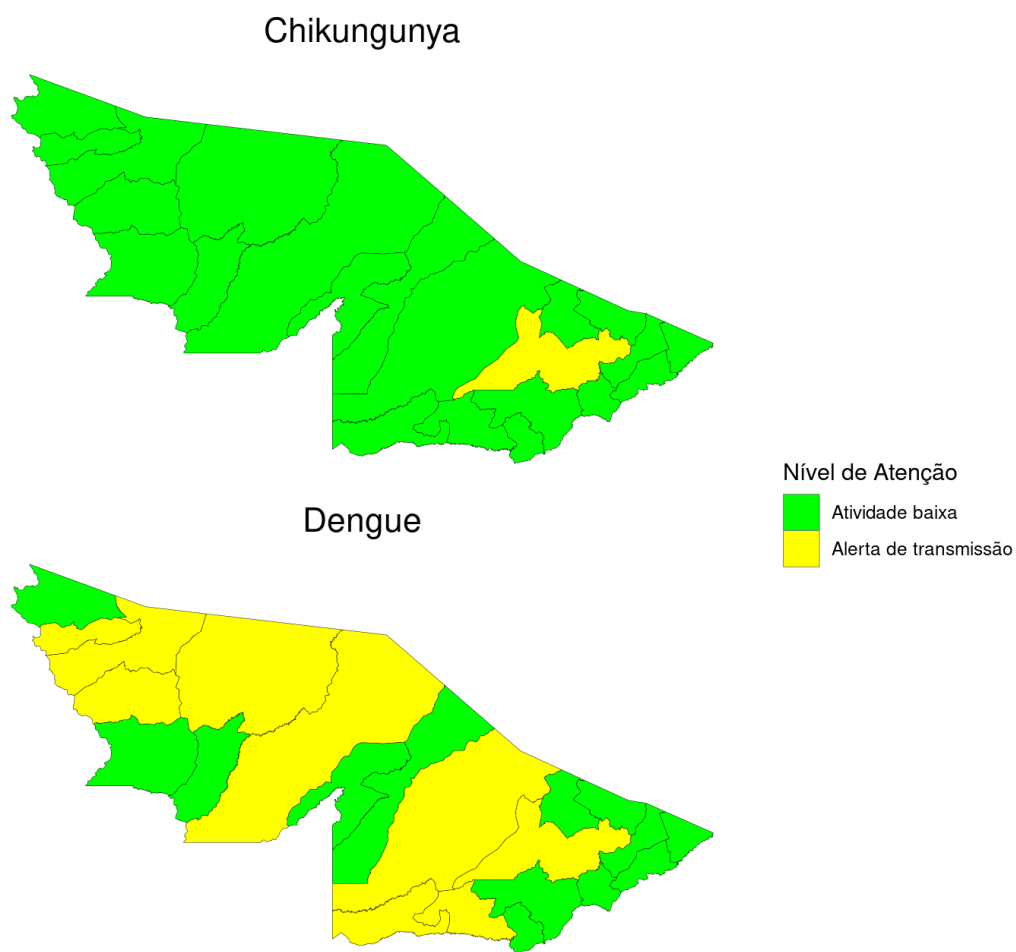 Chikungunya
Dengue
Nível de Atenção
Atividade baixa
Alerta de transmissão